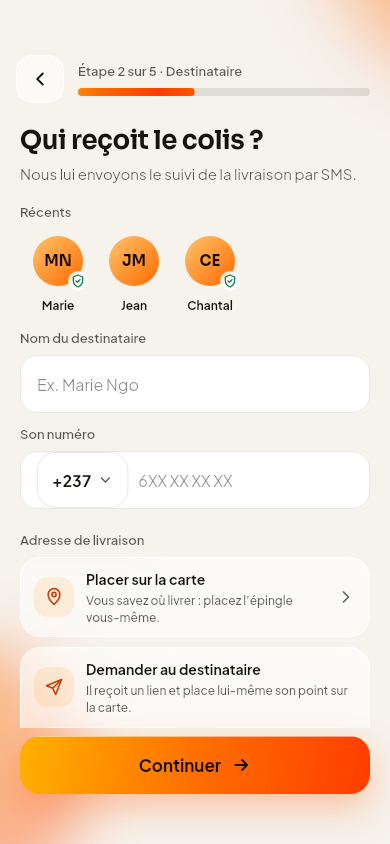 Étape 2 sur 5 · Destinataire
Qui reçoit le colis ?
Nous lui envoyons le suivi de la livraison par SMS.
Récents
MN JM CE
Marie Jean Chantal
Nom du destinataire
Ex. Marie Ngo
Son numéro
+237 6XX XX XX XX
Adresse de livraison
Placer sur la carte
Vous savez où livrer : placez l'épingle
vous-même.
Demander au destinataire
Il reçoit un lien et place lui-même son point sur
la carte.
Continuer